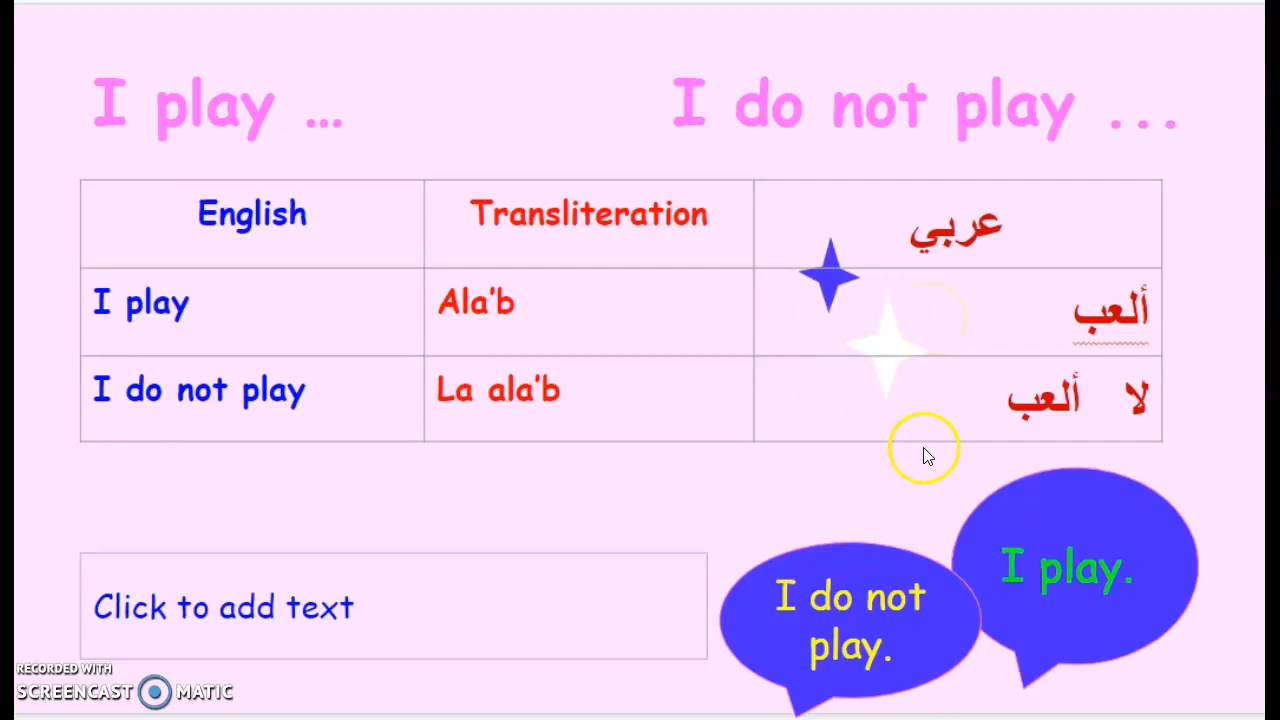 I play ...
I do not play ...
English
Transliteration
عربي
I play
Ala’b
ألعب
I do not play
La ala’b
لا ألعب
Click to add text
I do not
play.
I play.
RECORDED WITH
SCREENCAST MATIC